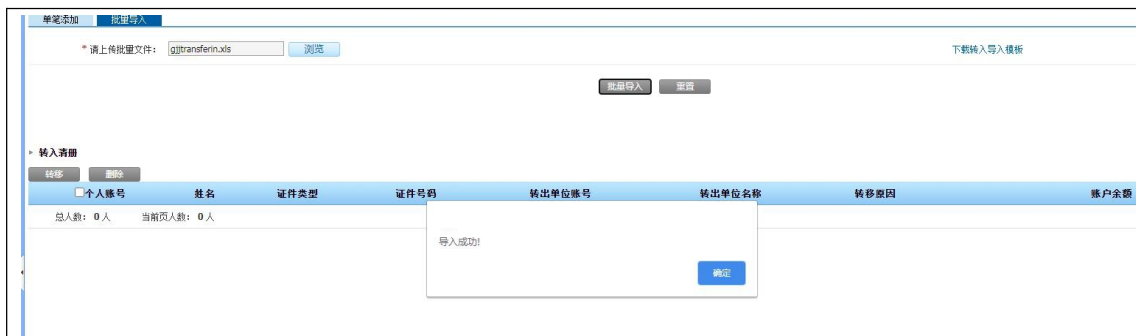 单笔添加 批量导入
* 请上传批量文件： gjjtransferin.xls 浏览 下载转入导入模板
批量导入 重置
转入清册
转移 删除
个人账号 姓名 证件类型 证件号码 转出单位账号 转出单位名称 转移原因 账户余额
总人数： 0 人 当前页人数： 0 人
导入成功!
确定